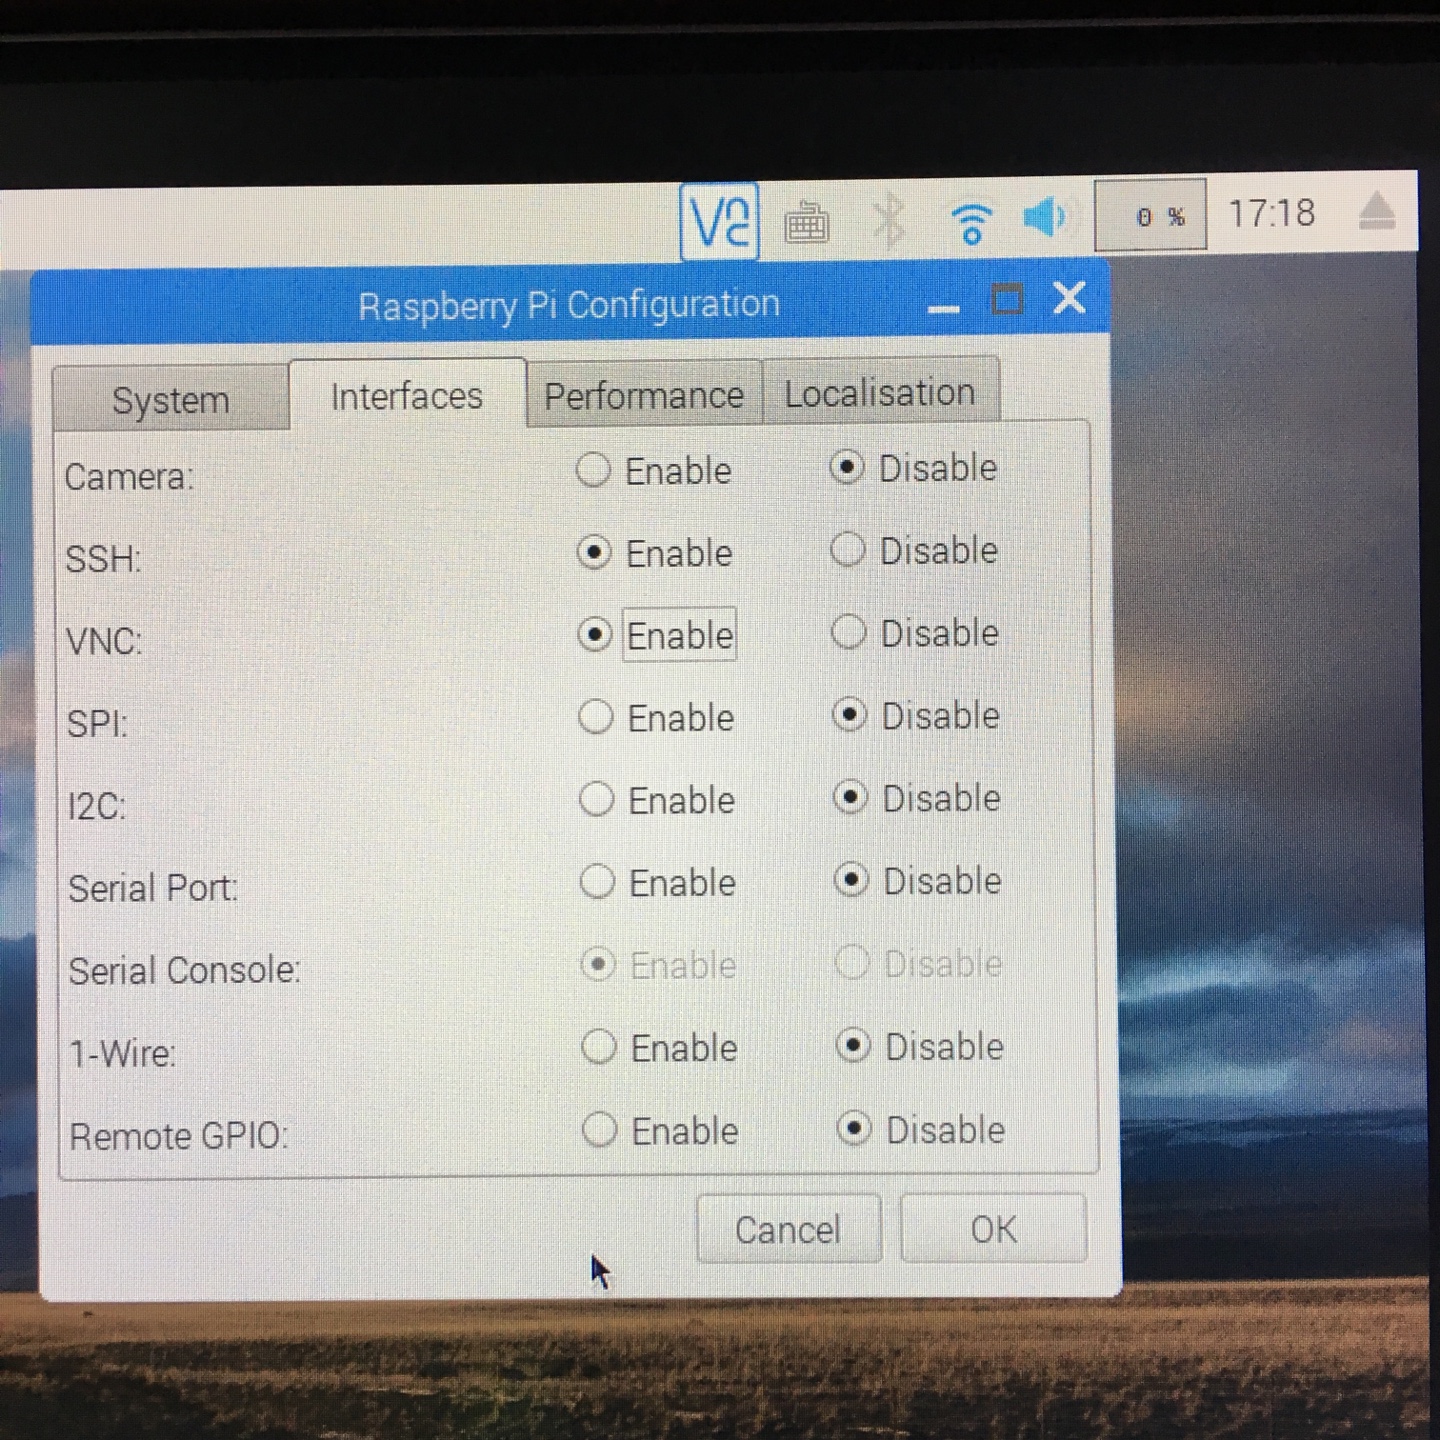 VNC 0 % 17:18
Raspberry Pi Configuration
System Interfaces Performance Localisation
Camera: Enable Disable
SSH: Enable Disable
VNC: Enable Disable
SPI: Enable Disable
I2C: Enable Disable
Serial Port: Enable Disable
Serial Console: Enable Disable
1-Wire: Enable Disable
Remote GPIO: Enable Disable
Cancel OK